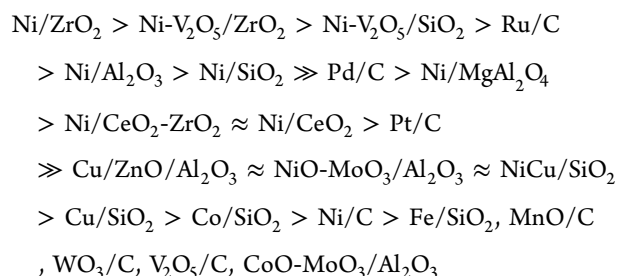 Ni/ZrO₂ > Ni-V₂O₅/ZrO₂ > Ni-V₂O₅/SiO₂ > Ru/C
> Ni/Al₂O₃ > Ni/SiO₂ ≫ Pd/C > Ni/MgAl₂O₄
> Ni/CeO₂-ZrO₂ ≈ Ni/CeO₂ > Pt/C
≫ Cu/ZnO/Al₂O₃ ≈ NiO-MoO₃/Al₂O₃ ≈ NiCu/SiO₂
> Cu/SiO₂ > Co/SiO₂ > Ni/C > Fe/SiO₂, MnO/C
, WO₃/C, V₂O₅/C, CoO-MoO₃/Al₂O₃